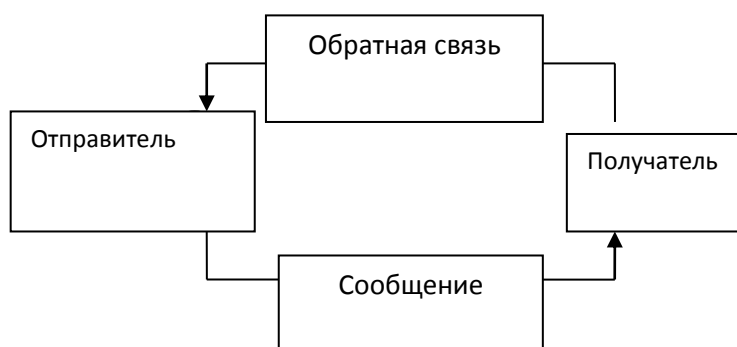 Обратная связь
Отправитель
Получатель
Сообщение